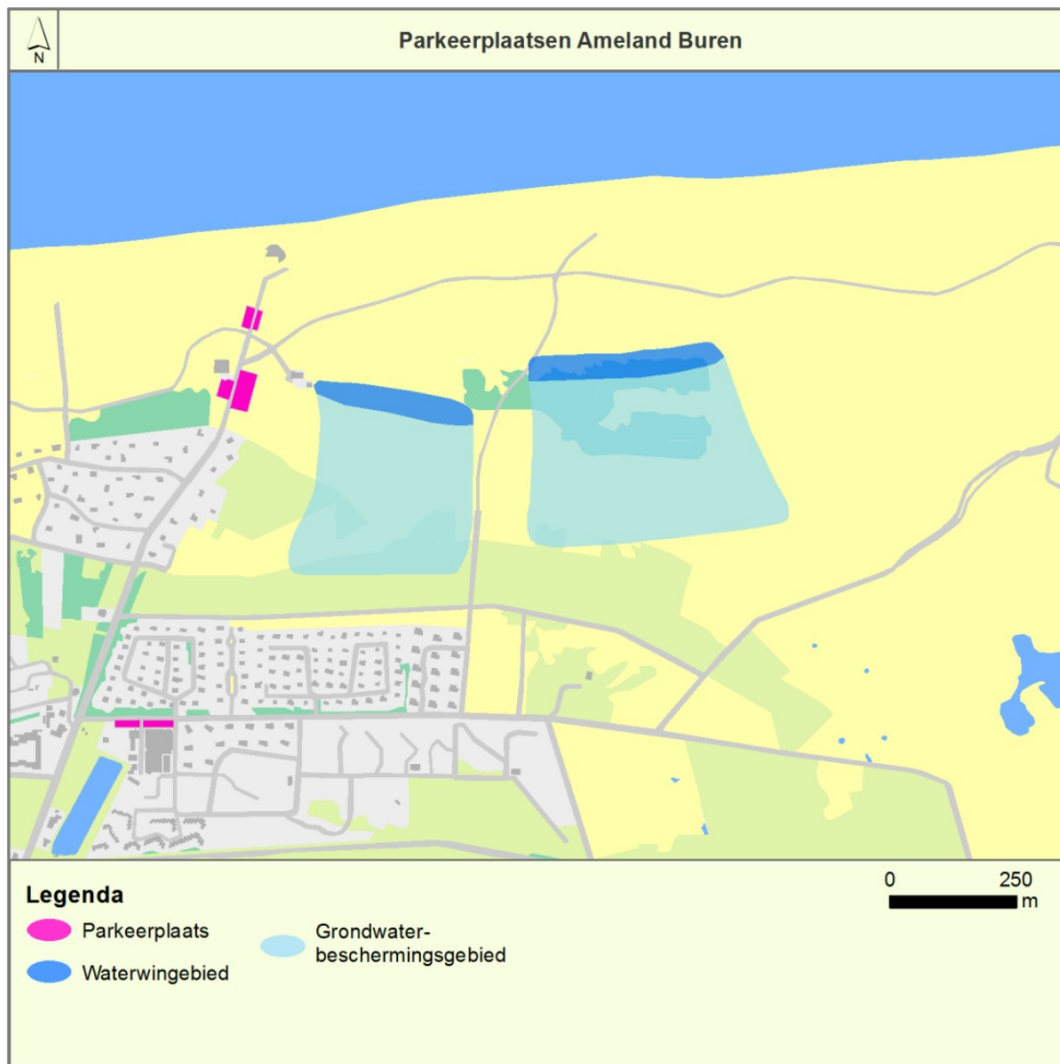 N
Parkeerplaatsen Ameland Buren
Legenda
Parkeerplaats
Waterwingebied
Grondwater-
beschermingsgebied
0 250
m